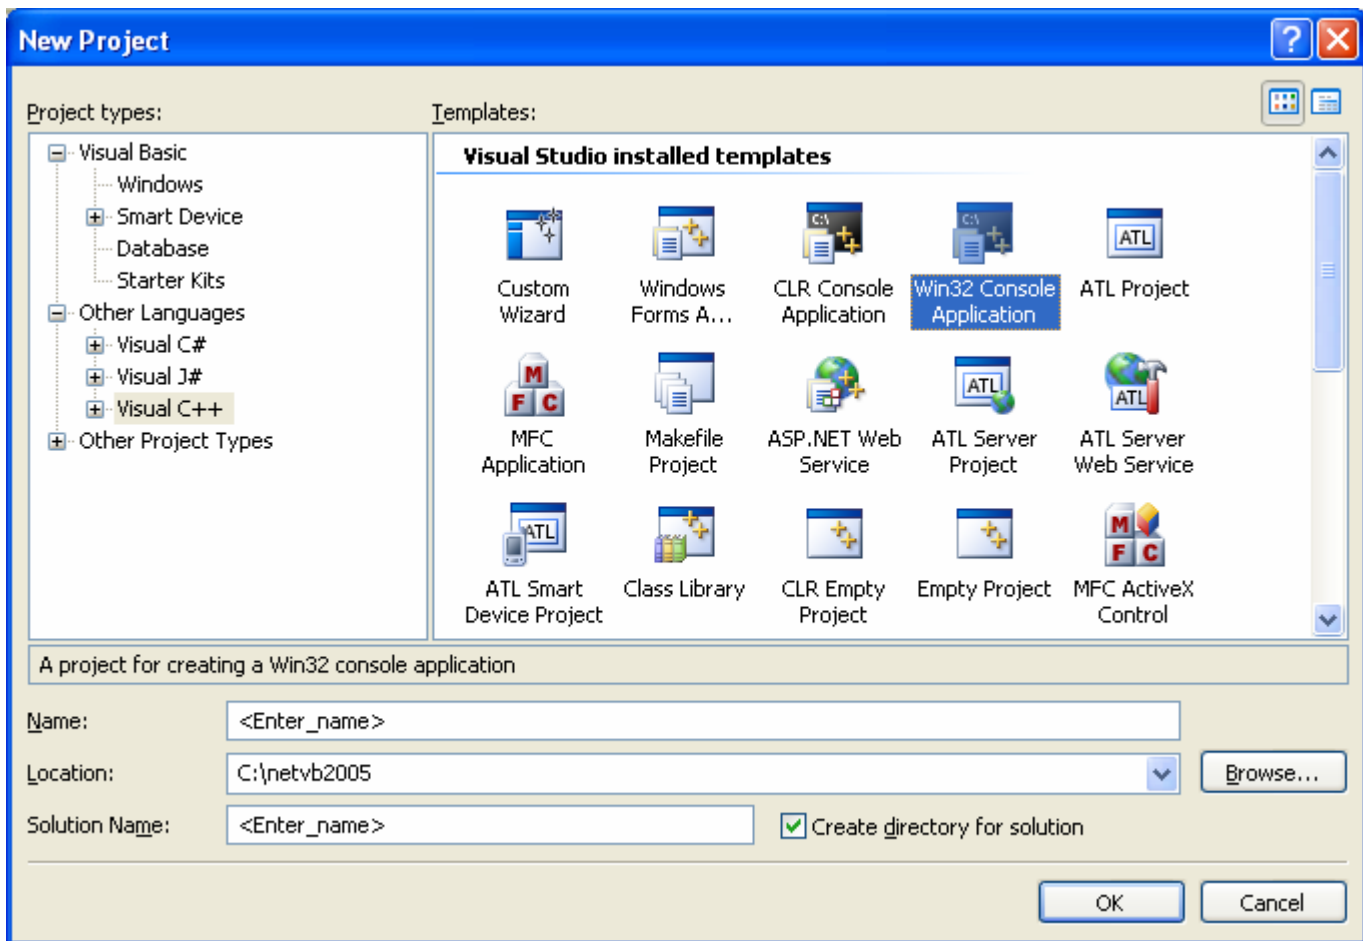 New Project
Project types:
Templates:
Visual Basic
Windows
Smart Device
Database
Starter Kits
Other Languages
Visual C#
Visual J#
Visual C++
Other Project Types
Visual Studio installed templates
Custom
Wizard
Windows
Forms A...
C:\
CLR Console
Application
C:\
Win32 Console
Application
ATL
ATL Project
M
F C
MFC
Application
Makefile
Project
ASP.NET Web
Service
ATL
ATL Server
Project
ATL
ATL Server
Web Service
ATL
ATL Smart
Device Project
Class Library
CLR Empty
Project
Empty Project
M
F C
MFC ActiveX
Control
A project for creating a Win32 console application
Name:
<Enter_name>
Location:
C:\netvb2005
Browse...
Solution Name:
<Enter_name>
Create directory for solution
OK
Cancel